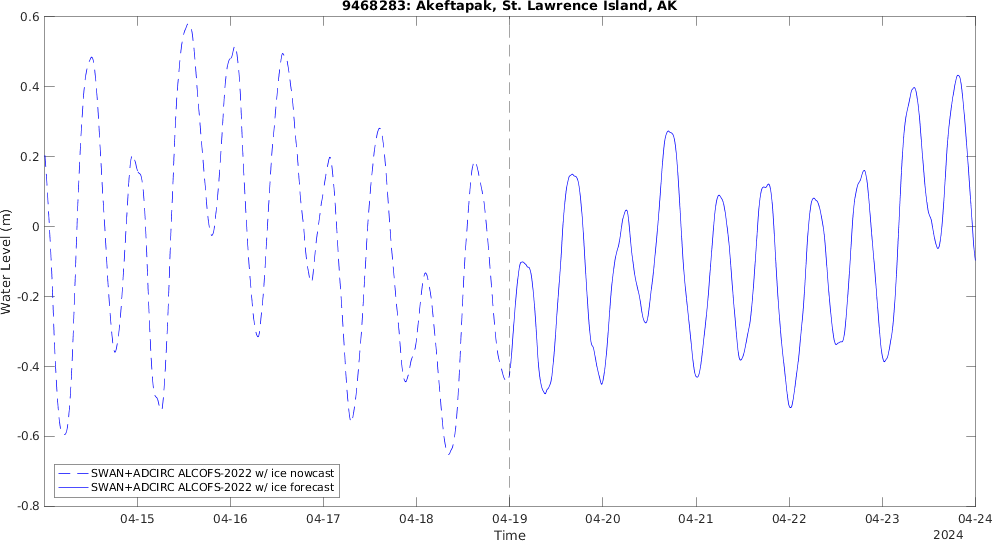 9468283: Akeftapak, St. Lawrence Island, AK
0.6
0.4
0.2
0
-0.2
-0.4
-0.6
-0.8
Water Level (m)
SWAN+ADCIRC ALCOFS-2022 w/ ice nowcast
SWAN+ADCIRC ALCOFS-2022 w/ ice forecast
04-15 04-16 04-17 04-18 04-19 04-20 04-21 04-22 04-23 04-24
Time
2024